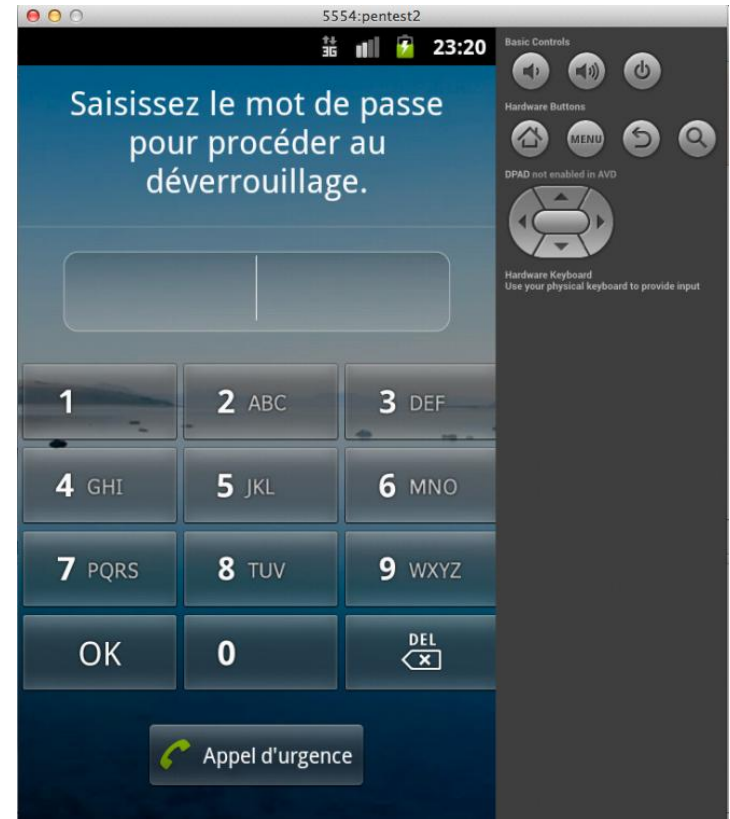 5554:pentest2
3G
23:20
Saisissez le mot de passe
pour procéder au
déverrouillage.
1
2 ABC
3 DEF
4 GHI
5 JKL
6 MNO
7 PQRS
8 TUV
9 WXYZ
OK
0
DEL
Appel d'urgence
Basic Controls
Hardware Buttons
MENU
DPAD not enabled in AVD
Hardware Keyboard
Use your physical keyboard to provide input